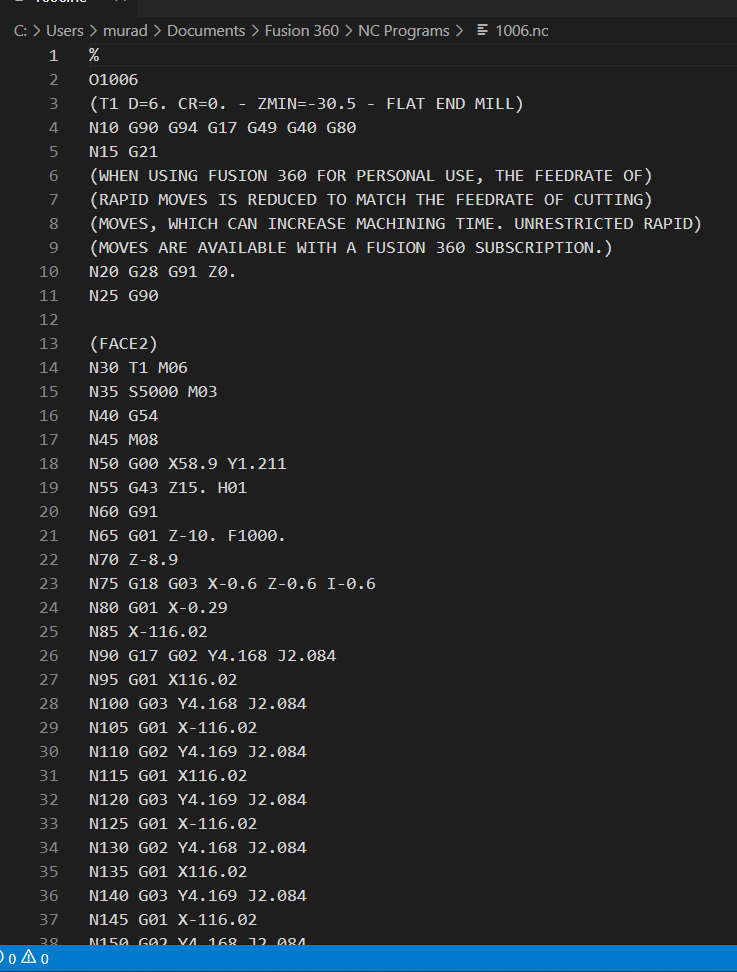 C: > Users > murad > Documents > Fusion 360 > NC Programs > 1006.nc
1 %
2 O1006
3 (T1 D=6. CR=0. - ZMIN=-30.5 - FLAT END MILL)
4 N10 G90 G94 G17 G49 G40 G80
5 N15 G21
6 (WHEN USING FUSION 360 FOR PERSONAL USE, THE FEEDRATE OF)
7 (RAPID MOVES IS REDUCED TO MATCH THE FEEDRATE OF CUTTING)
8 (MOVES, WHICH CAN INCREASE MACHINING TIME. UNRESTRICTED RAPID)
9 (MOVES ARE AVAILABLE WITH A FUSION 360 SUBSCRIPTION.)
10 N20 G28 G91 Z0.
11 N25 G90
12
13 (FACE2)
14 N30 T1 M06
15 N35 S5000 M03
16 N40 G54
17 N45 M08
18 N50 G00 X58.9 Y1.211
19 N55 G43 Z15. H01
20 N60 G91
21 N65 G01 Z-10. F1000.
22 N70 Z-8.9
23 N75 G18 G03 X-0.6 Z-0.6 I-0.6
24 N80 G01 X-0.29
25 N85 X-116.02
26 N90 G17 G02 Y4.168 J2.084
27 N95 G01 X116.02
28 N100 G03 Y4.168 J2.084
29 N105 G01 X-116.02
30 N110 G02 Y4.169 J2.084
31 N115 G01 X116.02
32 N120 G03 Y4.169 J2.084
33 N125 G01 X-116.02
34 N130 G02 Y4.168 J2.084
35 N135 G01 X116.02
36 N140 G03 Y4.169 J2.084
37 N145 G01 X-116.02
38 N150 G02 Y4.168 J2.084
0 0